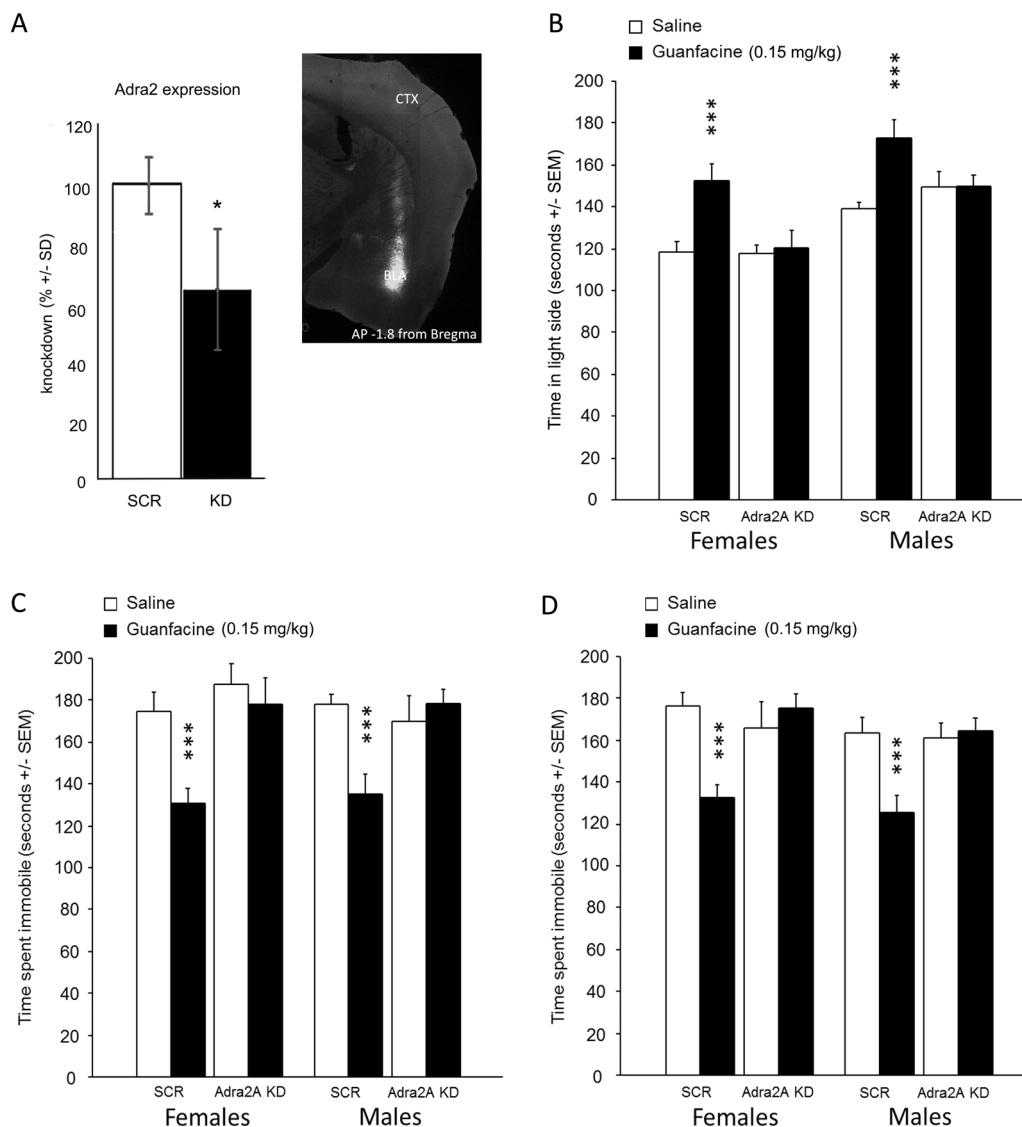 A
Adra2 expression
knockdown (% +/- SD)
120
100
80
60
40
20
0
*
SCR
KD
CTX
BLA
AP -1.8 from Bregma
B
Saline
Guanfacine (0.15 mg/kg)
Time in light side (seconds +/- SEM)
200
180
160
140
120
100
80
60
40
20
0
***
***
SCR
Adra2A KD
SCR
Adra2A KD
Females
Males
C
Saline
Guanfacine (0.15 mg/kg)
Time spent immobile (seconds +/- SEM)
200
180
160
140
120
100
80
60
40
20
0
***
***
SCR
Adra2A KD
SCR
Adra2A KD
Females
Males
D
Saline
Guanfacine (0.15 mg/kg)
Time spent immobile (seconds +/- SEM)
200
180
160
140
120
100
80
60
40
20
0
***
***
SCR
Adra2A KD
SCR
Adra2A KD
Females
Males